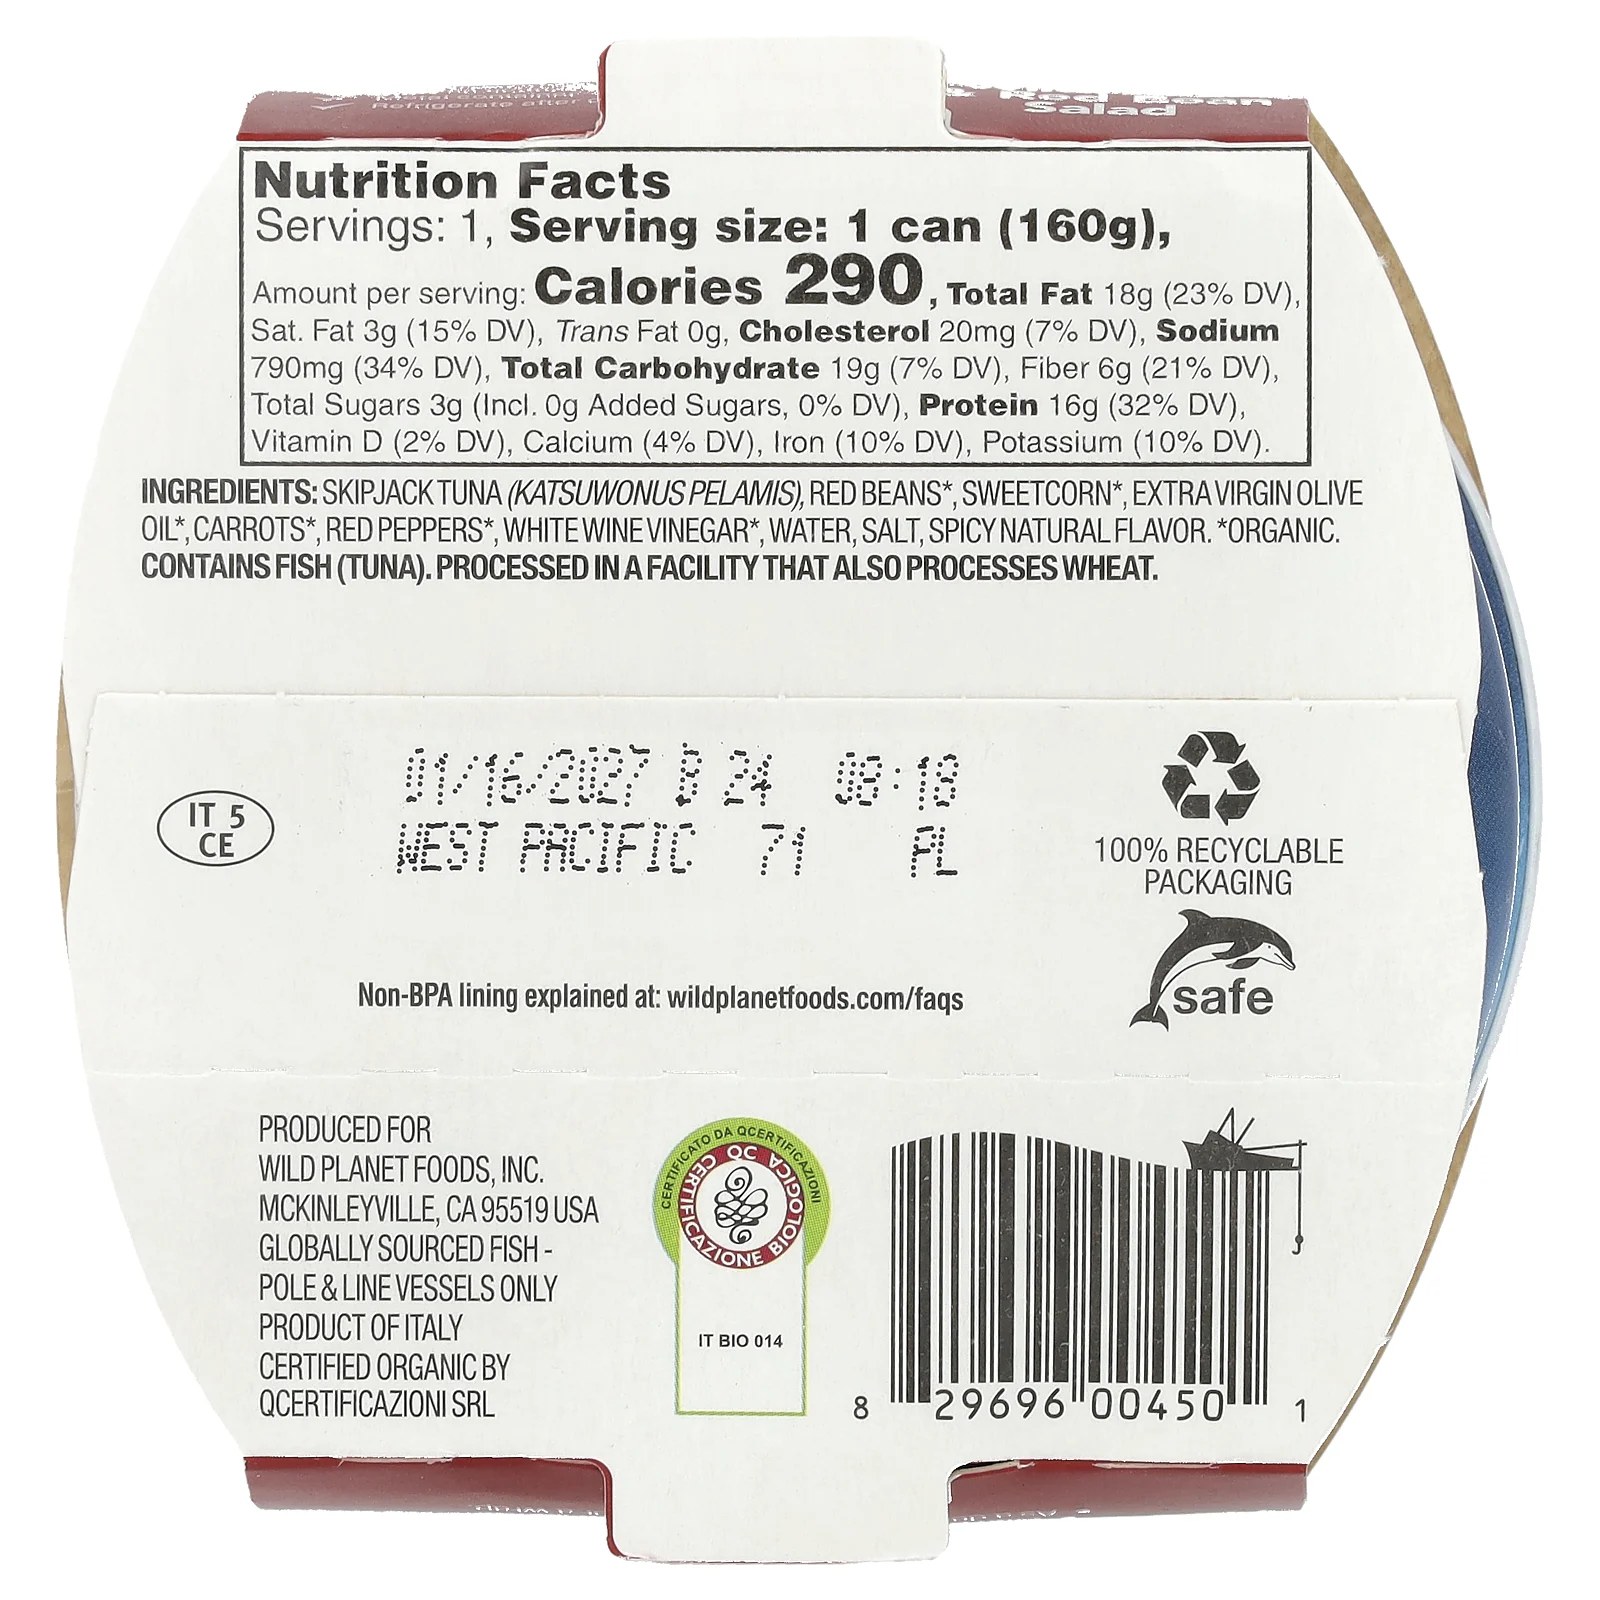 Refrigerate after
Red Bean
Salad
Nutrition Facts
Servings: 1, Serving size: 1 can (160g),
Amount per serving: Calories 290, Total Fat 18g (23% DV),
Sat. Fat 3g (15% DV), Trans Fat 0g, Cholesterol 20mg (7% DV), Sodium
790mg (34% DV), Total Carbohydrate 19g (7% DV), Fiber 6g (21% DV),
Total Sugars 3g (Incl. 0g Added Sugars, 0% DV), Protein 16g (32% DV),
Vitamin D (2% DV), Calcium (4% DV), Iron (10% DV), Potassium (10% DV).
INGREDIENTS: SKIPJACK TUNA (KATSUWONUS PELAMIS), RED BEANS*, SWEETCORN*, EXTRA VIRGIN OLIVE
OIL*, CARROTS*, RED PEPPERS*, WHITE WINE VINEGAR*, WATER, SALT, SPICY NATURAL FLAVOR. *ORGANIC.
CONTAINS FISH (TUNA). PROCESSED IN A FACILITY THAT ALSO PROCESSES WHEAT.
IT 5
CE
01/16/2027 B 24 08:18
WEST PACIFIC 71 PL
100% RECYCLABLE
PACKAGING
safe
Non-BPA lining explained at: wildplanetfoods.com/faqs
PRODUCED FOR
WILD PLANET FOODS, INC.
MCKINLEYVILLE, CA 95519 USA
GLOBALLY SOURCED FISH -
POLE & LINE VESSELS ONLY
PRODUCT OF ITALY
CERTIFIED ORGANIC BY
QCERTIFICAZIONI SRL
CERTIFICATO DA QCERTIFICAZIONI
QC CERTIFICAZIONE BIOLOGICA
IT BIO 014
8 29696 00450 1